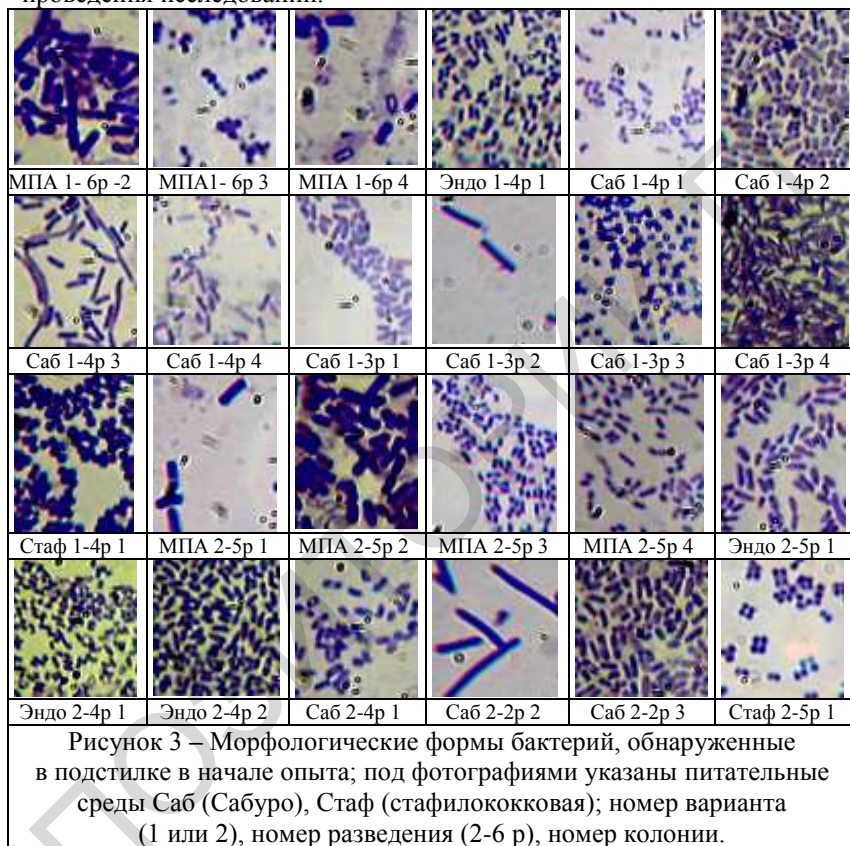 проведения исследований.
МПА 1- 6р -2 МПА1- 6р 3 МПА 1-6р 4 Эндо 1-4р 1 Саб 1-4р 1 Саб 1-4р 2
Саб 1-4р 3 Саб 1-4р 4 Саб 1-3р 1 Саб 1-3р 2 Саб 1-3р 3 Саб 1-3р 4
Стаф 1-4р 1 МПА 2-5р 1 МПА 2-5р 2 МПА 2-5р 3 МПА 2-5р 4 Эндо 2-5р 1
Эндо 2-4р 1 Эндо 2-4р 2 Саб 2-4р 1 Саб 2-2р 2 Саб 2-2р 3 Стаф 2-5р 1
Рисунок 3 – Морфологические формы бактерий, обнаруженные
в подстилке в начале опыта; под фотографиями указаны питательные
среды Саб (Сабуро), Стаф (стафилококковая); номер варианта
(1 или 2), номер разведения (2-6 р), номер колонии.